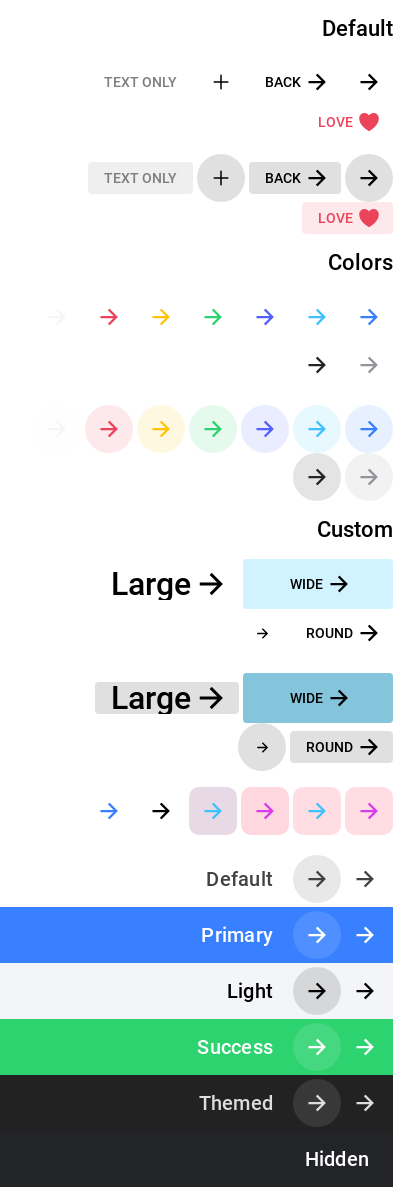 Default
TEXT ONLY BACK
LOVE
TEXT ONLY BACK
LOVE
Colors
Custom
Large WIDE
ROUND
Large WIDE
ROUND
Default
Primary
Light
Success
Themed
Hidden